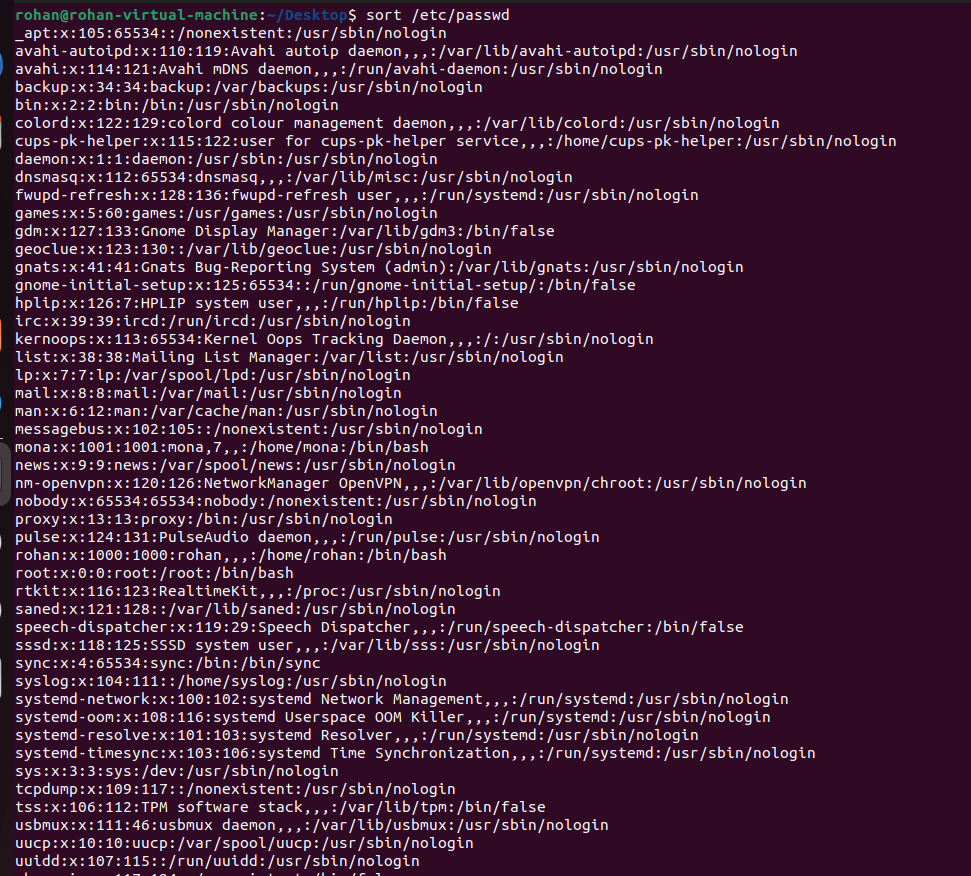 rohan@rohan-virtual-machine:~/Desktop$ sort /etc/passwd
_apt:x:105:65534::/nonexistent:/usr/sbin/nologin
avahi-autoipd:x:110:119:Avahi autoip daemon,,,:/var/lib/avahi-autoipd:/usr/sbin/nologin
avahi:x:114:121:Avahi mDNS daemon,,,:/run/avahi-daemon:/usr/sbin/nologin
backup:x:34:34:backup:/var/backups:/usr/sbin/nologin
bin:x:2:2:bin:/bin:/usr/sbin/nologin
colord:x:122:129:colord colour management daemon,,,:/var/lib/colord:/usr/sbin/nologin
cups-pk-helper:x:115:122:user for cups-pk-helper service,,,:/home/cups-pk-helper:/usr/sbin/nologin
daemon:x:1:1:daemon:/usr/sbin:/usr/sbin/nologin
dnsmasq:x:112:65534:dnsmasq,,,:/var/lib/misc:/usr/sbin/nologin
fwupd-refresh:x:128:136:fwupd-refresh user,,,:/run/systemd:/usr/sbin/nologin
games:x:5:60:games:/usr/games:/usr/sbin/nologin
gdm:x:127:133:Gnome Display Manager:/var/lib/gdm3:/bin/false
geoclue:x:123:130::/var/lib/geoclue:/usr/sbin/nologin
gnats:x:41:41:Gnats Bug-Reporting System (admin):/var/lib/gnats:/usr/sbin/nologin
gnome-initial-setup:x:125:65534::/run/gnome-initial-setup/:/bin/false
hplip:x:126:7:HPLIP system user,,,:/run/hplip:/bin/false
irc:x:39:39:ircd:/run/ircd:/usr/sbin/nologin
kernoops:x:113:65534:Kernel Oops Tracking Daemon,,,:/:/usr/sbin/nologin
list:x:38:38:Mailing List Manager:/var/list:/usr/sbin/nologin
lp:x:7:7:lp:/var/spool/lpd:/usr/sbin/nologin
mail:x:8:8:mail:/var/mail:/usr/sbin/nologin
man:x:6:12:man:/var/cache/man:/usr/sbin/nologin
messagebus:x:102:105::/nonexistent:/usr/sbin/nologin
mona:x:1001:1001:mona,7,,:/home/mona:/bin/bash
news:x:9:9:news:/var/spool/news:/usr/sbin/nologin
nm-openvpn:x:120:126:NetworkManager OpenVPN,,,:/var/lib/openvpn/chroot:/usr/sbin/nologin
nobody:x:65534:65534:nobody:/nonexistent:/usr/sbin/nologin
proxy:x:13:13:proxy:/bin:/usr/sbin/nologin
pulse:x:124:131:PulseAudio daemon,,,:/run/pulse:/usr/sbin/nologin
rohan:x:1000:1000:rohan,,,:/home/rohan:/bin/bash
root:x:0:0:root:/root:/bin/bash
rtkit:x:116:123:RealtimeKit,,,:/proc:/usr/sbin/nologin
saned:x:121:128::/var/lib/saned:/usr/sbin/nologin
speech-dispatcher:x:119:29:Speech Dispatcher,,,:/run/speech-dispatcher:/bin/false
sssd:x:118:125:SSSD system user,,,:/var/lib/sss:/usr/sbin/nologin
sync:x:4:65534:sync:/bin:/bin/sync
syslog:x:104:111::/home/syslog:/usr/sbin/nologin
systemd-network:x:100:102:systemd Network Management,,,:/run/systemd:/usr/sbin/nologin
systemd-oom:x:108:116:systemd Userspace OOM Killer,,,:/run/systemd:/usr/sbin/nologin
systemd-resolve:x:101:103:systemd Resolver,,,:/run/systemd:/usr/sbin/nologin
systemd-timesync:x:103:106:systemd Time Synchronization,,,:/run/systemd:/usr/sbin/nologin
sys:x:3:3:sys:/dev:/usr/sbin/nologin
tcpdump:x:109:117::/nonexistent:/usr/sbin/nologin
tss:x:106:112:TPM software stack,,,:/var/lib/tpm:/bin/false
usbmux:x:111:46:usbmux daemon,,,:/var/lib/usbmux:/usr/sbin/nologin
uucp:x:10:10:uucp:/var/spool/uucp:/usr/sbin/nologin
uuidd:x:107:115::/run/uuidd:/usr/sbin/nologin